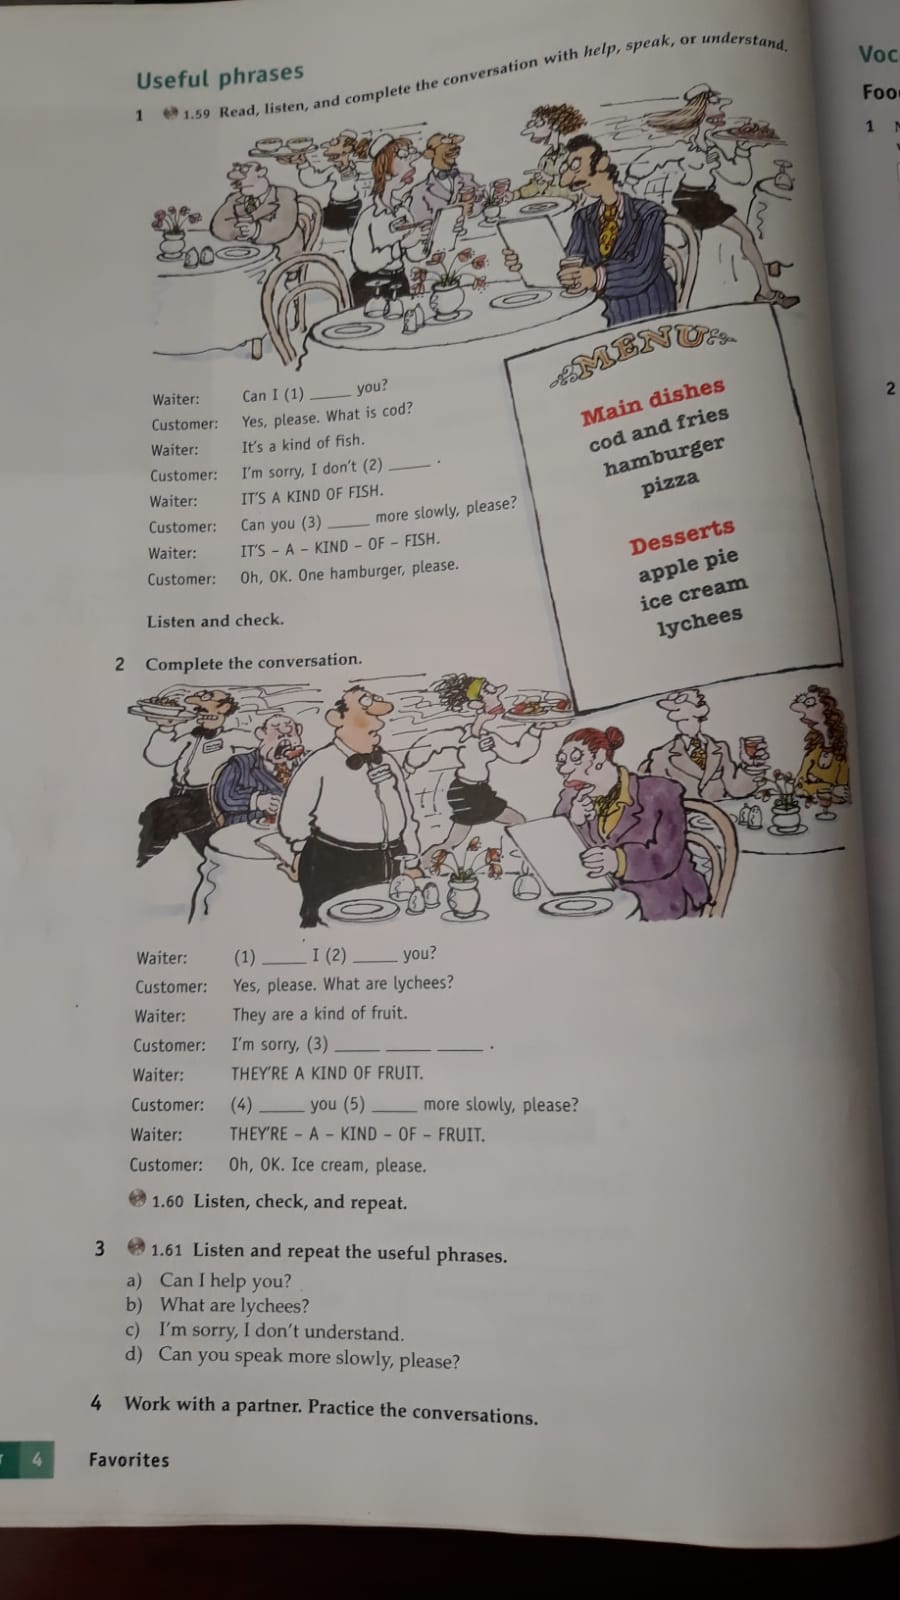 Useful phrases
1 1.59 Read, listen, and complete the conversation with help, speak, or understand.
Waiter: Can I (1) _____ you?
Customer: Yes, please. What is cod?
Waiter: It's a kind of fish.
Customer: I'm sorry, I don't (2) _____ .
Waiter: IT'S A KIND OF FISH.
Customer: Can you (3) _____ more slowly, please?
Waiter: IT'S – A – KIND – OF – FISH.
Customer: Oh, OK. One hamburger, please.
Listen and check.
MENU
Main dishes
cod and fries
hamburger
pizza
Desserts
apple pie
ice cream
lychees
2 Complete the conversation.
Waiter: (1) _____ I (2) _____ you?
Customer: Yes, please. What are lychees?
Waiter: They are a kind of fruit.
Customer: I'm sorry, (3) _____ _____ _____ .
Waiter: THEY'RE A KIND OF FRUIT.
Customer: (4) _____ you (5) _____ more slowly, please?
Waiter: THEY'RE – A – KIND – OF – FRUIT.
Customer: Oh, OK. Ice cream, please.
1.60 Listen, check, and repeat.
3 1.61 Listen and repeat the useful phrases.
a) Can I help you?
b) What are lychees?
c) I'm sorry, I don't understand.
d) Can you speak more slowly, please?
4 Work with a partner. Practice the conversations.
4 Favorites
1
2